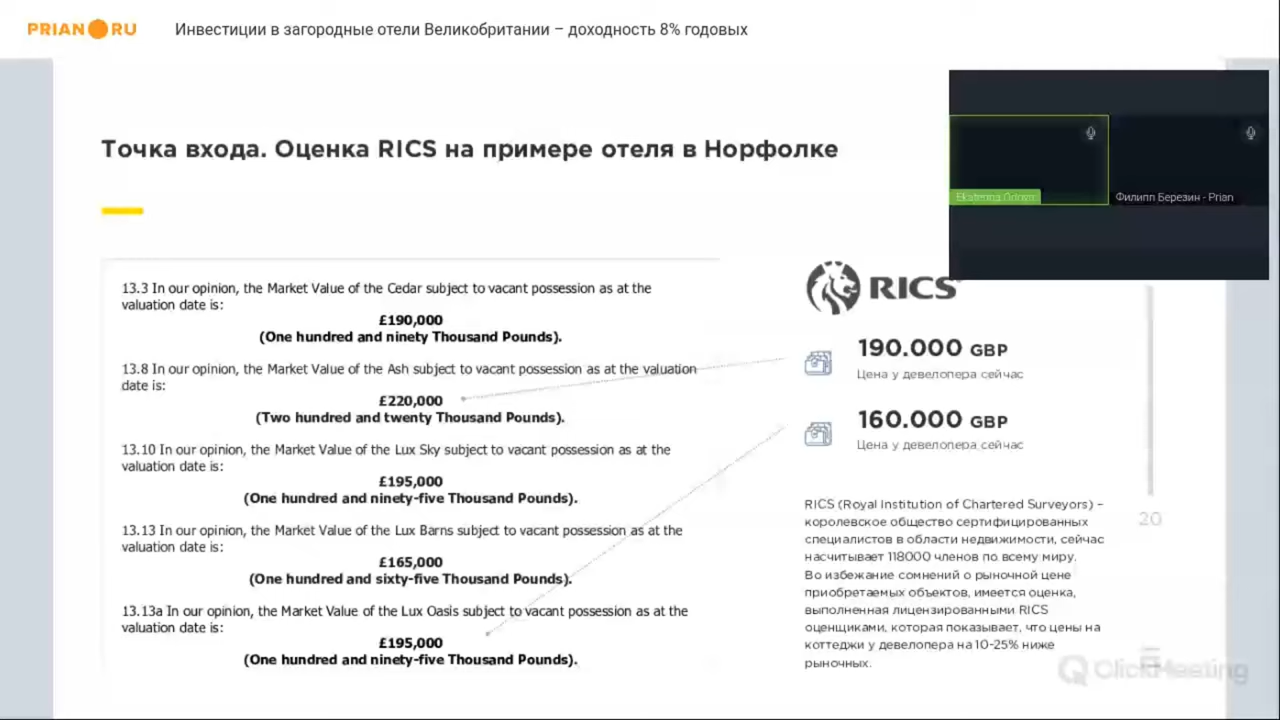 PRIAN RU
Инвестиции в загородные отели Великобритании – доходность 8% годовых
Точка входа. Оценка RICS на примере отеля в Норфолке
Филипп Березин - Prian
13.3 In our opinion, the Market Value of the Cedar subject to vacant possession as at the
valuation date is:
£190,000
(One hundred and ninety Thousand Pounds).
13.8 In our opinion, the Market Value of the Ash subject to vacant possession as at the valuation
date is:
£220,000
(Two hundred and twenty Thousand Pounds).
13.10 In our opinion, the Market Value of the Lux Sky subject to vacant possession as at the
valuation date is:
£195,000
(One hundred and ninety-five Thousand Pounds).
13.13 In our opinion, the Market Value of the Lux Barns subject to vacant possession as at the
valuation date is:
£165,000
(One hundred and sixty-five Thousand Pounds).
13.13a In our opinion, the Market Value of the Lux Oasis subject to vacant possession as at the
valuation date is:
£195,000
(One hundred and ninety-five Thousand Pounds).
RICS
190.000 GBP
Цена у девелопера сейчас
160.000 GBP
Цена у девелопера сейчас
RICS (Royal Institution of Chartered Surveyors) –
королевское общество сертифицированных
специалистов в области недвижимости, сейчас
насчитывает 118000 членов по всему миру.
Во избежание сомнений о рыночной цене
приобретаемых объектов, имеется оценка,
выполненная лицензированными RICS
оценщиками, которая показывает, что цены на
коттеджи у девелопера на 10-25% ниже
рыночных.
20
ClickMeeting